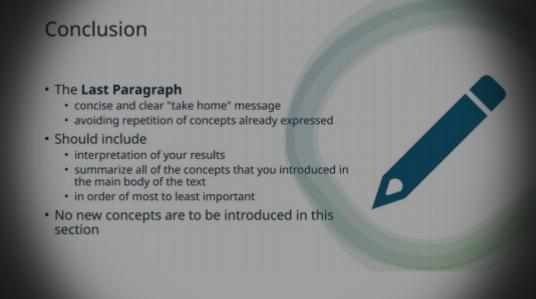 Conclusion
• The Last Paragraph
• concise and clear "take home" message
• avoiding repetition of concepts already expressed
• Should include
• interpretation of your results
• summarize all of the concepts that you introduced in
the main body of the text
• in order of most to least important
• No new concepts are to be introduced in this
section